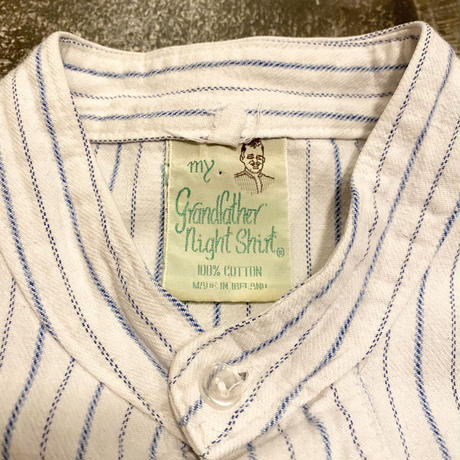 my
Grandfather
Night Shirt®
100% COTTON
MADE IN IRELAND